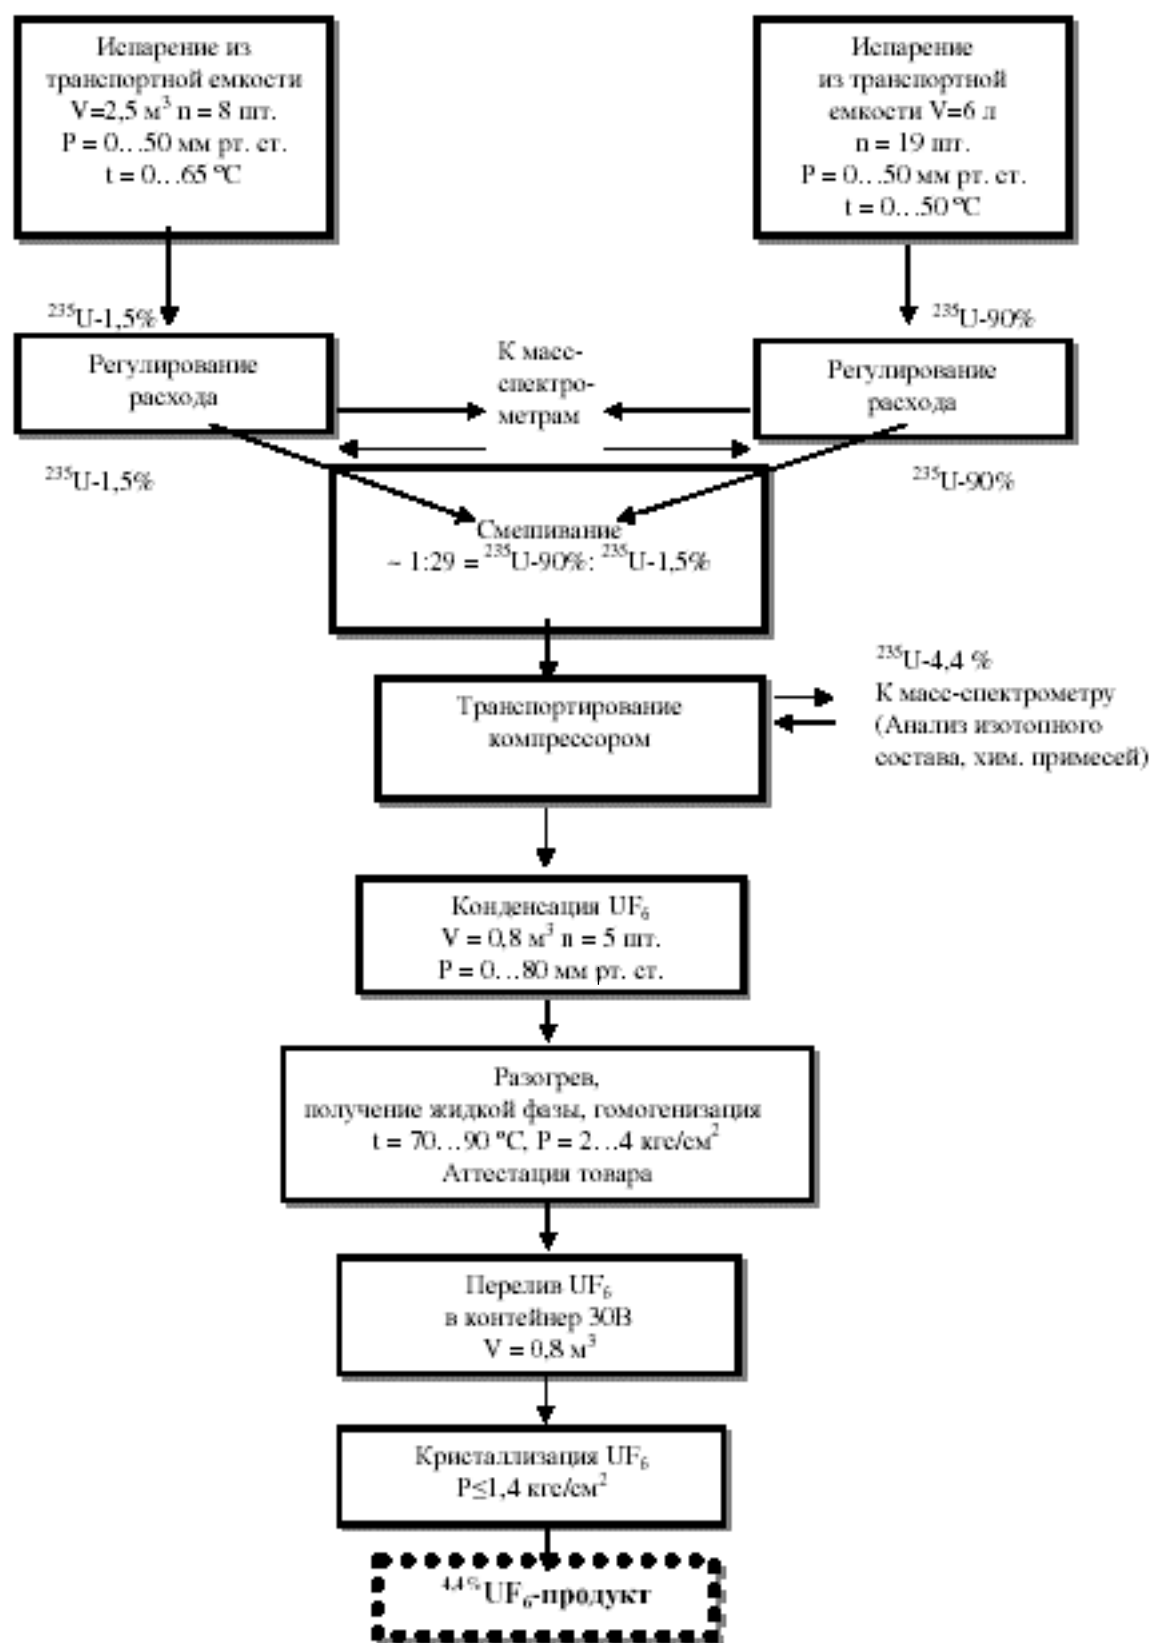 Испарение из
транспортной емкости
V=2,5 м³ n = 8 шт.
P = 0…50 мм рт. ст.
t = 0…65 ºC
Испарение
из транспортной
емкости V=6 л
n = 19 шт.
P = 0…50 мм рт. ст.
t = 0…50 ºC
²³⁵U-1,5%
²³⁵U-90%
Регулирование
расхода
К масс-
спектро-
метрам
Регулирование
расхода
²³⁵U-1,5%
²³⁵U-90%
Смешивание
~ 1:29 = ²³⁵U-90%: ²³⁵U-1,5%
Транспортирование
компрессором
²³⁵U-4,4 %
К масс-спектрометру
(Анализ изотопного
состава, хим. примесей)
Конденсация UF₆
V = 0,8 м³ n = 5 шт.
P = 0…80 мм рт. ст.
Разогрев,
получение жидкой фазы, гомогенизация
t = 70…90 ºC, P = 2…4 кгс/см²
Аттестация товара
Перелив UF₆
в контейнер 30В
V = 0,8 м³
Кристаллизация UF₆
P≤1,4 кгс/см²
⁴,⁴ %UF₆-продукт